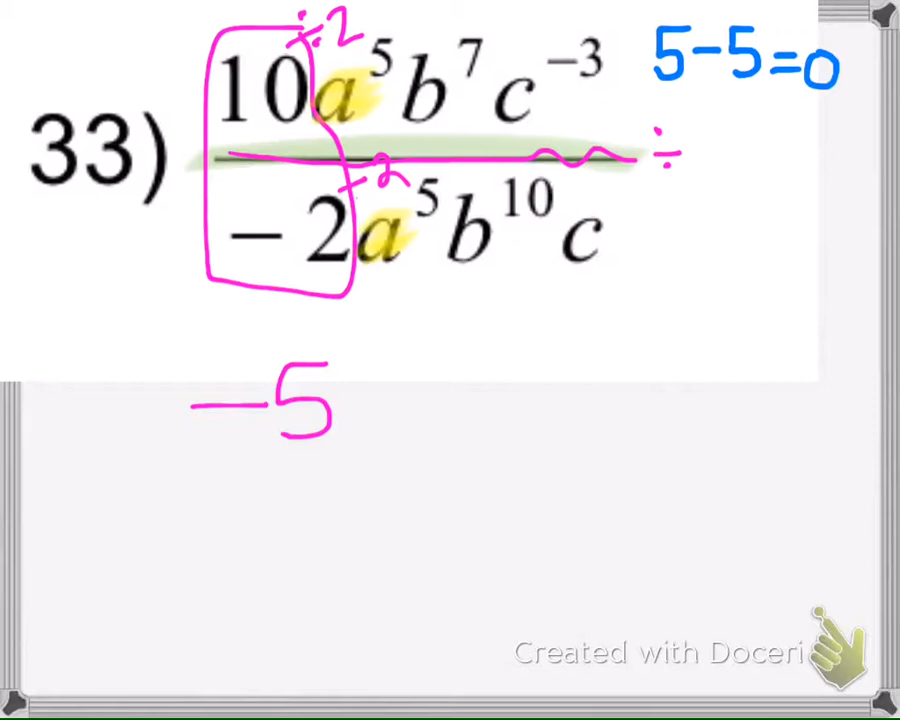 ÷2
10a⁵b⁷c⁻³ 5-5=0
33) ÷
÷2
-2a⁵b¹⁰c
-5
Created with Doceri